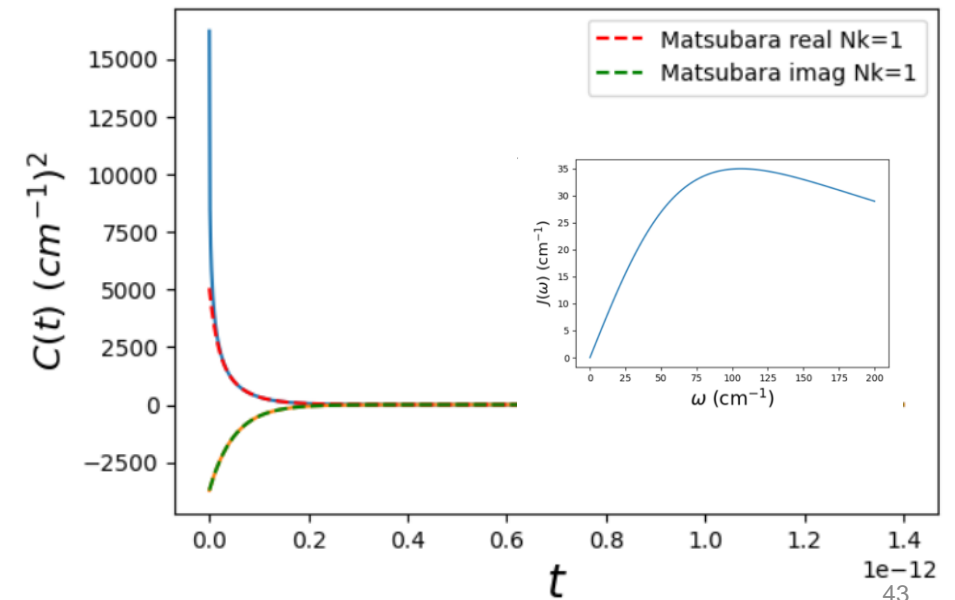 Matsubara real Nk=1
Matsubara imag Nk=1
C(t) (cm⁻¹)²
15000
12500
10000
7500
5000
2500
0
−2500
0.0 0.2 0.4 0.6 0.8 1.0 1.2 1.4
1e−12
t
J(ω) (cm⁻¹)
35
30
25
20
15
10
5
0
0 25 50 75 100 125 150 175 200
ω (cm⁻¹)
43